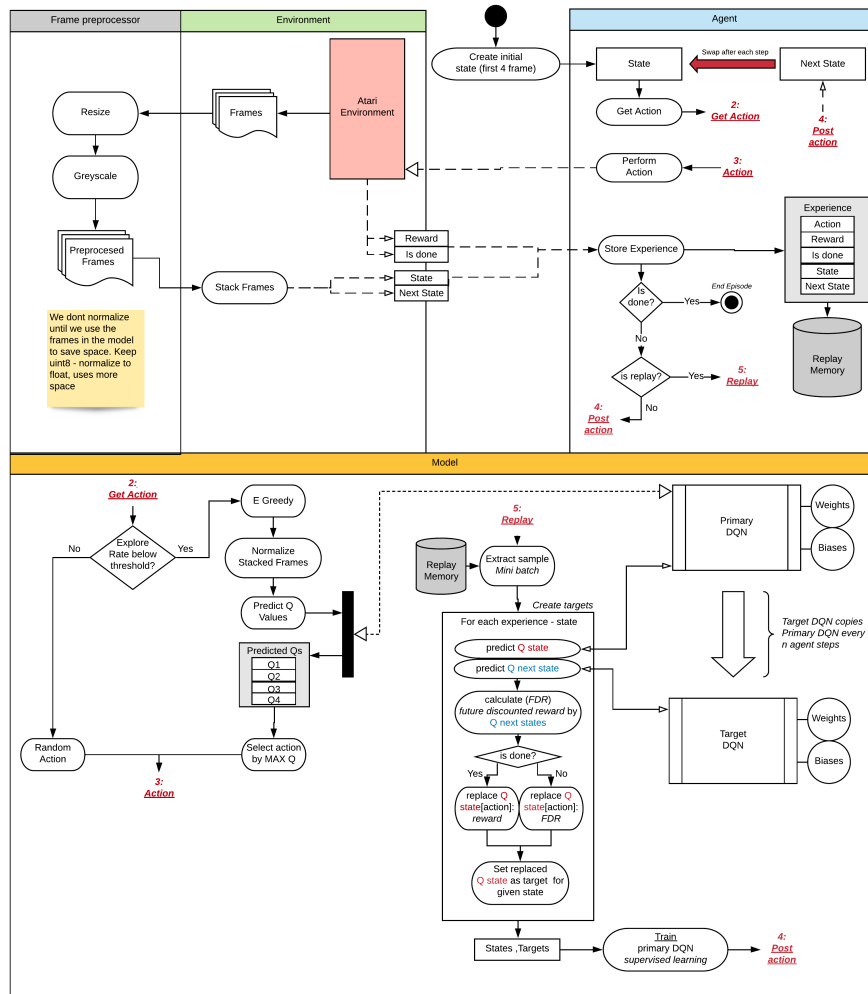 Frame preprocessor
Environment
Agent
Resize
Greyscale
Preprocesed
Frames
We dont normalize
until we use the
frames in the model
to save space. Keep
uint8 - normalize to
float, uses more
space
Frames
Atari
Environment
Stack Frames
Reward
Is done
State
Next State
Create initial
state (first 4 frame)
State
Swap after each step
Next State
Get Action
2:
Get Action
4:
Post
action
Perform
Action
3:
Action
Store Experience
Experience
Action
Reward
Is done
State
Next State
Replay
Memory
Is
done?
Yes
End Episode
No
is replay?
Yes
5:
Replay
No
4:
Post
action
Model
2:
Get Action
Explore
Rate below
threshold?
No
Yes
E Greedy
Normalize
Stacked Frames
Predict Q
Values
Predicted Qs
Q1
Q2
Q3
Q4
Select action
by MAX Q
Random
Action
3:
Action
5:
Replay
Replay
Memory
Extract sample
Mini batch
Create targets
For each experience - state
predict Q state
predict Q next state
calculate (FDR)
future discounted reward by
Q next states
is done?
Yes
No
replace Q
state[action]:
reward
replace Q
state[action]:
FDR
Set replaced
Q state as target for
given state
States ,Targets
Train
primary DQN
supervised learning
4:
Post
action
Primary
DQN
Weights
Biases
Target DQN copies
Primary DQN every
n agent steps
Target
DQN
Weights
Biases